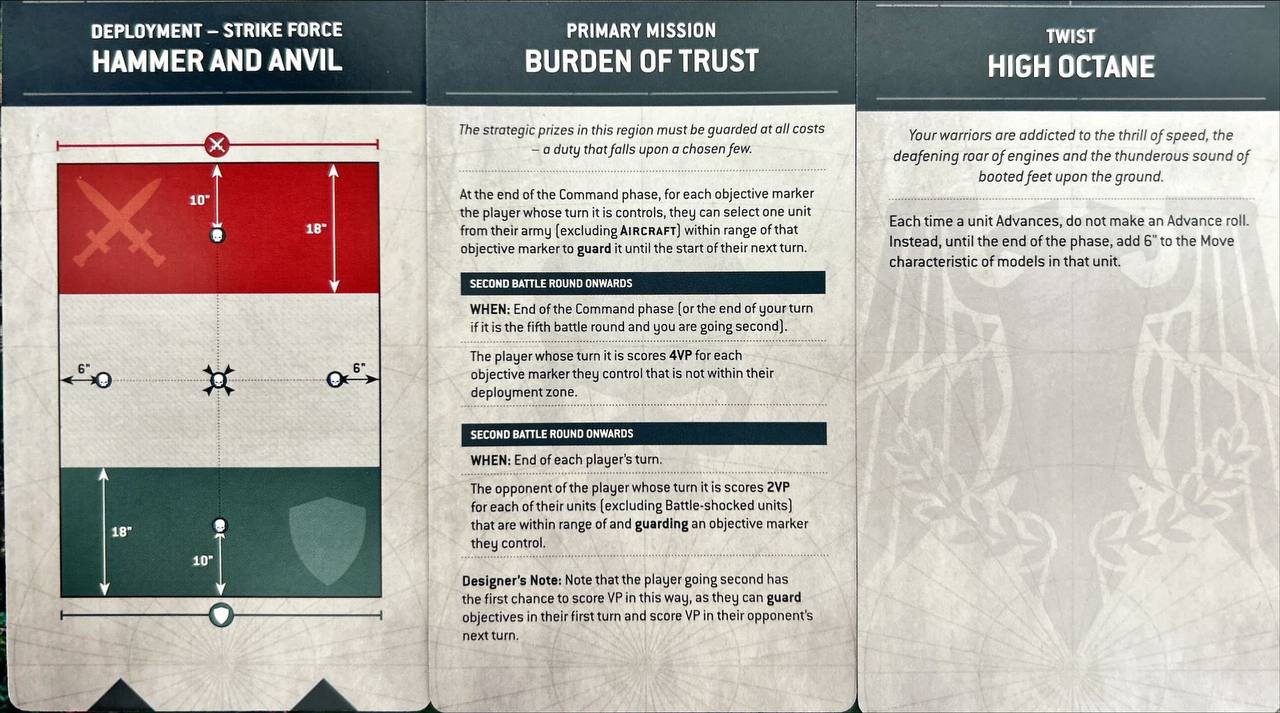 DEPLOYMENT – STRIKE FORCE
HAMMER AND ANVIL
10"
18"
6"
6"
18"
10"
PRIMARY MISSION
BURDEN OF TRUST
The strategic prizes in this region must be guarded at all costs
– a duty that falls upon a chosen few.
At the end of the Command phase, for each objective marker
the player whose turn it is controls, they can select one unit
from their army (excluding AIRCRAFT) within range of that
objective marker to guard it until the start of their next turn.
SECOND BATTLE ROUND ONWARDS
WHEN: End of the Command phase (or the end of your turn
if it is the fifth battle round and you are going second).
The player whose turn it is scores 4VP for each
objective marker they control that is not within their
deployment zone.
SECOND BATTLE ROUND ONWARDS
WHEN: End of each player's turn.
The opponent of the player whose turn it is scores 2VP
for each of their units (excluding Battle-shocked units)
that are within range of and guarding an objective marker
they control.
Designer's Note: Note that the player going second has
the first chance to score VP in this way, as they can guard
objectives in their first turn and score VP in their opponent's
next turn.
TWIST
HIGH OCTANE
Your warriors are addicted to the thrill of speed, the
deafening roar of engines and the thunderous sound of
booted feet upon the ground.
Each time a unit Advances, do not make an Advance roll.
Instead, until the end of the phase, add 6" to the Move
characteristic of models in that unit.